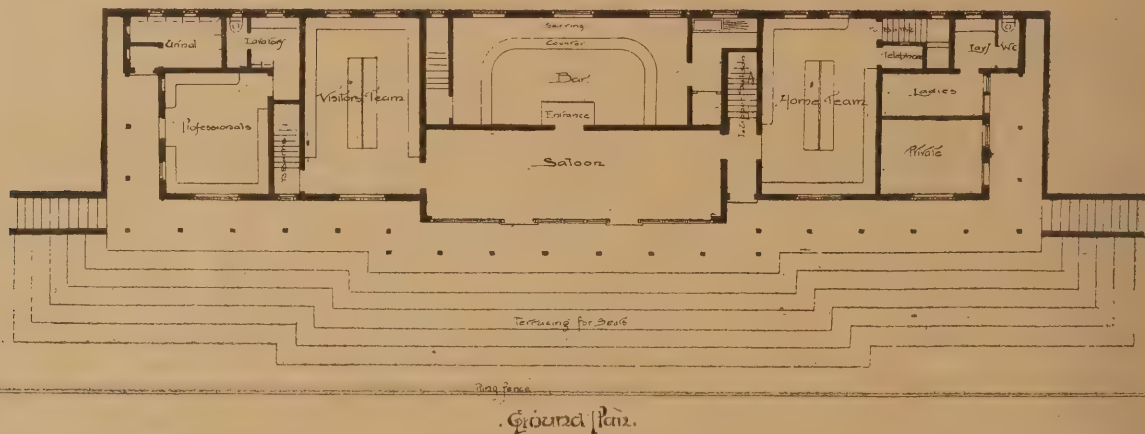 Urinal
Lavatory
Visitors Team
Serving
Counter
Bar
Entrance
Home Team
Telephone
Lav!
WC
Ladies
Professionals
Saloon
Private
Terracing for Seats
Ring Fence
Ground Plan.